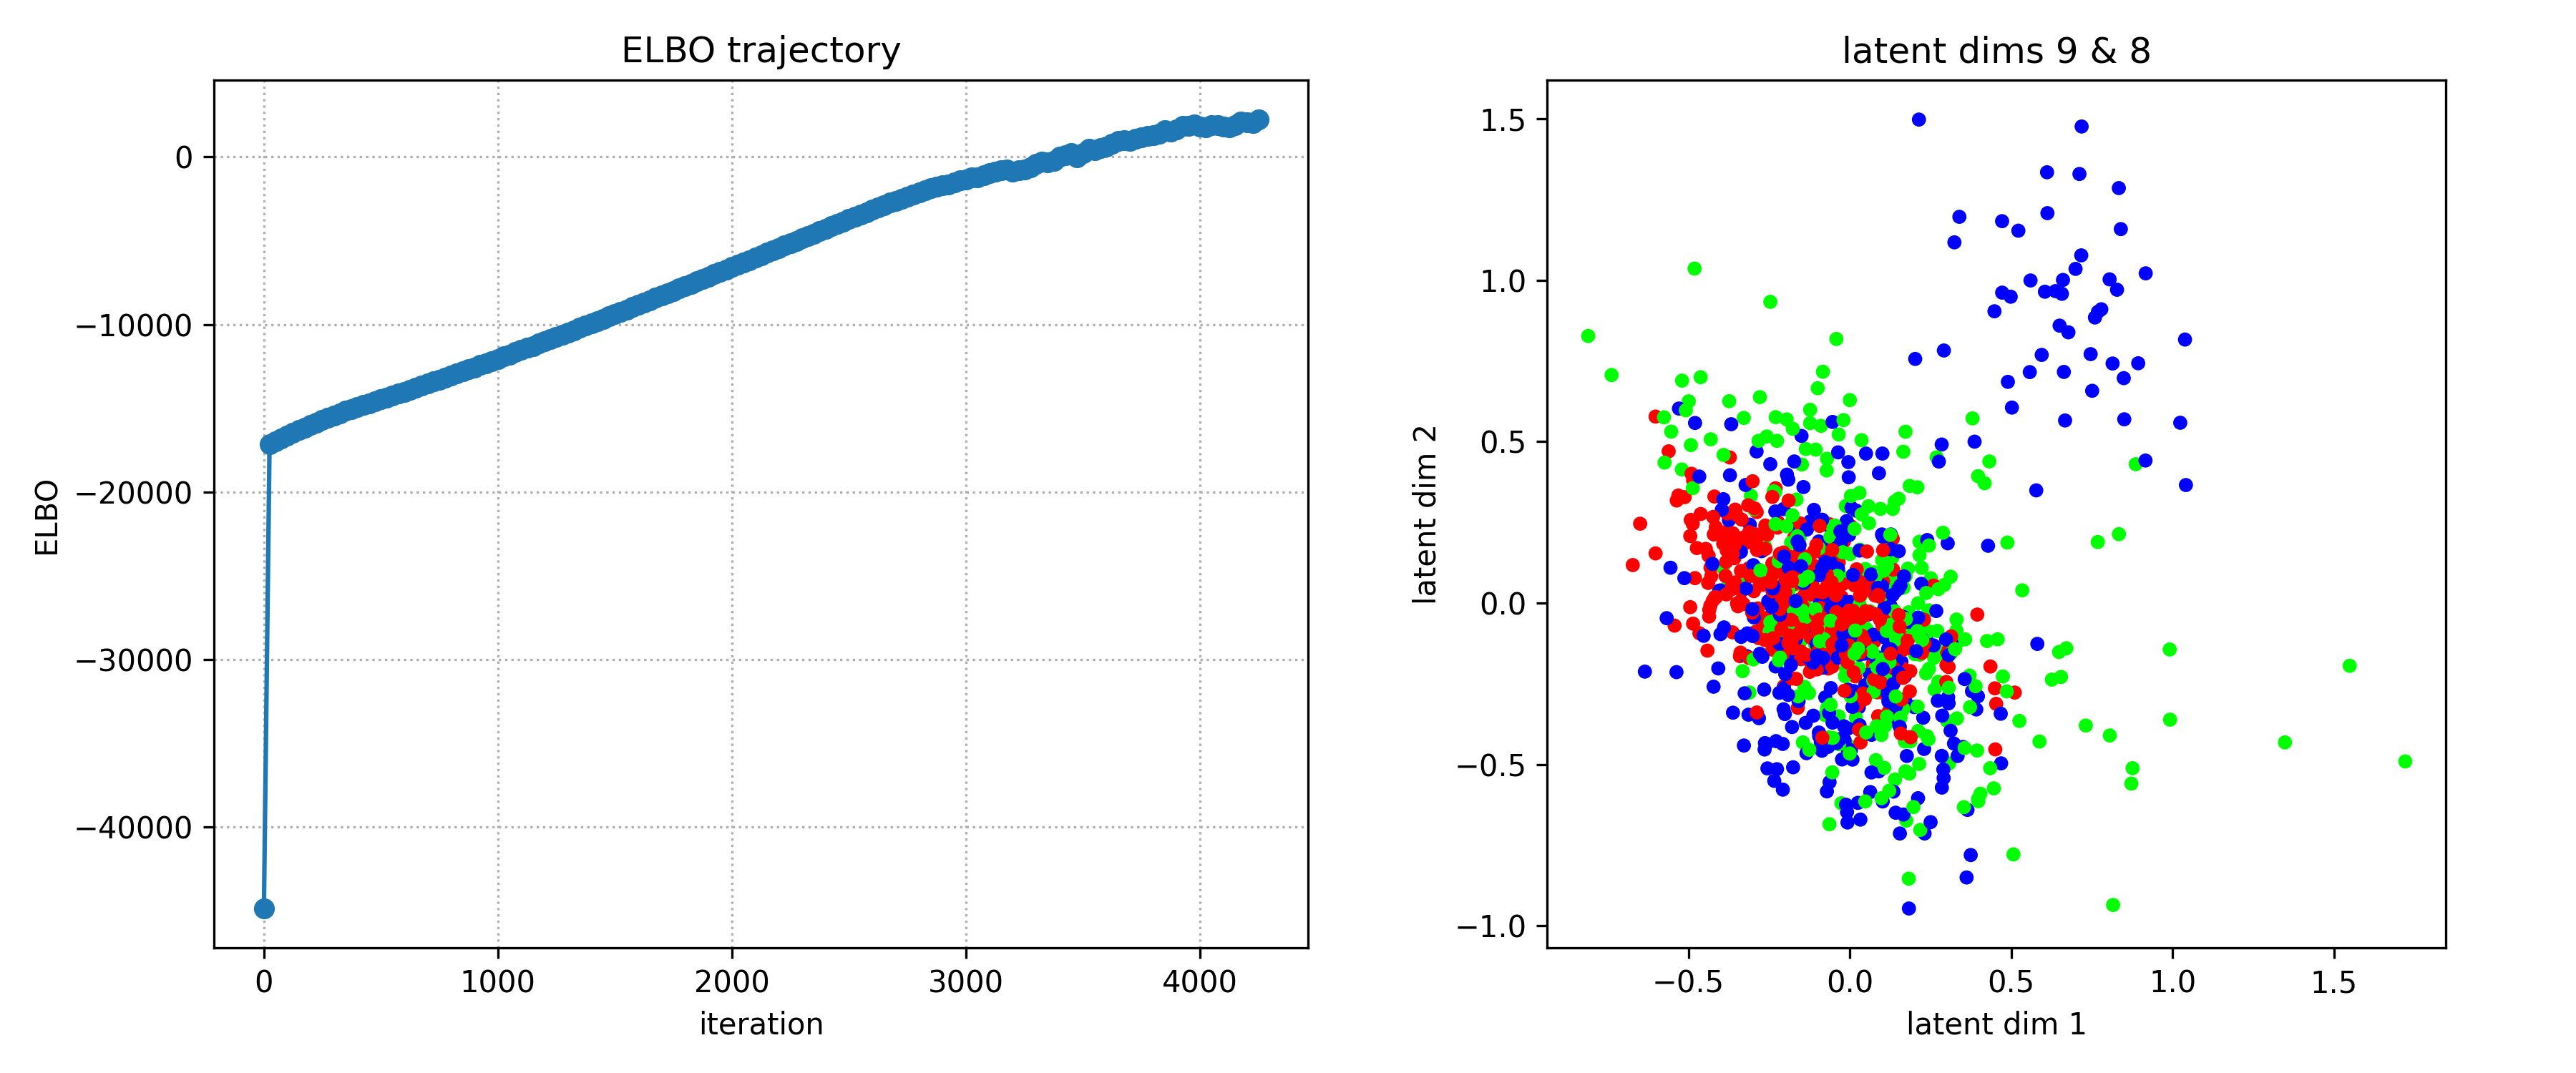 ELBO trajectory
0
−10000
−20000
−30000
−40000
ELBO
0 1000 2000 3000 4000
iteration
latent dims 9 & 8
1.5
1.0
0.5
0.0
−0.5
−1.0
latent dim 2
−0.5 0.0 0.5 1.0 1.5
latent dim 1